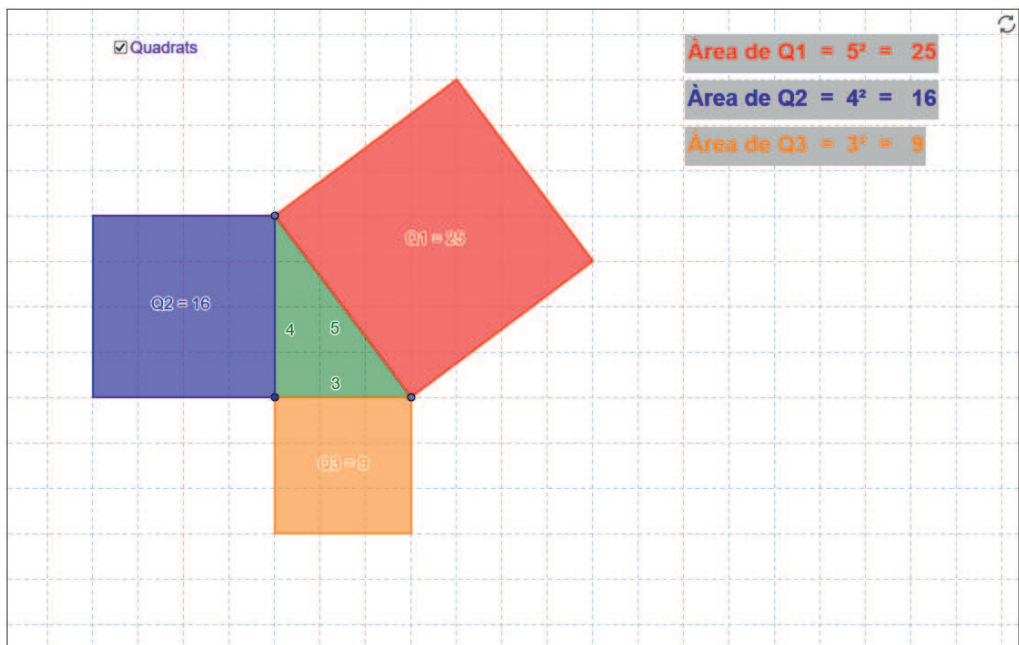 Quadrats
Àrea de Q1 = 5² = 25
Àrea de Q2 = 4² = 16
Àrea de Q3 = 3² = 9
Q1 = 25
Q2 = 16
4
5
3
Q3 = 9